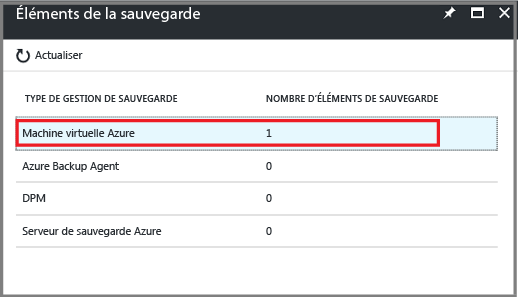 Éléments de la sauvegarde
Actualiser
TYPE DE GESTION DE SAUVEGARDE NOMBRE D'ÉLÉMENTS DE SAUVEGARDE
Machine virtuelle Azure 1
Azure Backup Agent 0
DPM 0
Serveur de sauvegarde Azure 0